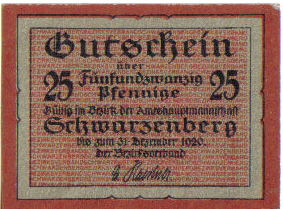 Gutschein
über
25 Fünfundzwanzig 25
Pfennige
Gültig im Bezirk der Amtshauptmannschaft
Schwarzenberg
bis zum 31. Dezember 1920.
Der Bezirksverband